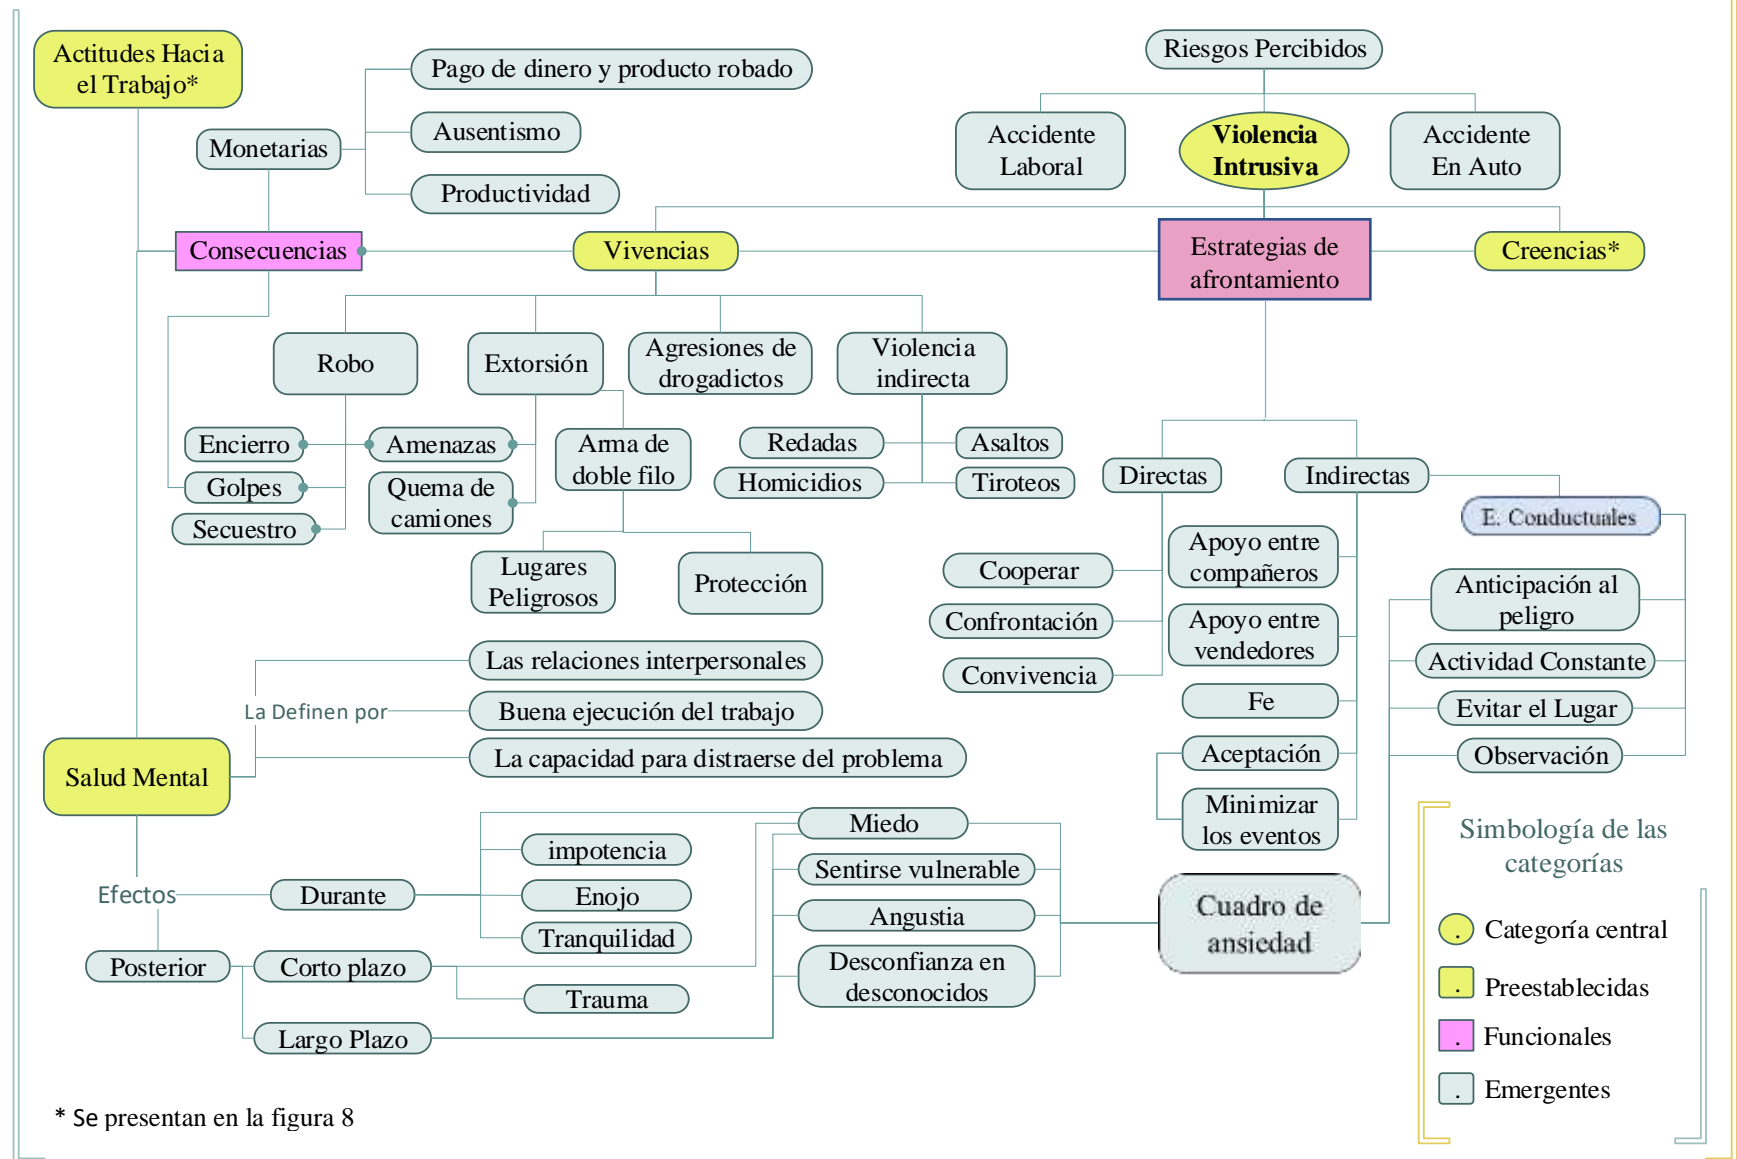 Actitudes Hacia
el Trabajo*
Pago de dinero y producto robado
Monetarias
Ausentismo
Productividad
Riesgos Percibidos
Accidente
Laboral
Violencia
Intrusiva
Accidente
En Auto
Consecuencias
Vivencias
Estrategias de
afrontamiento
Creencias*
Robo
Extorsión
Agresiones de
drogadictos
Violencia
indirecta
Encierro
Amenazas
Golpes
Quema de
camiones
Secuestro
Arma de
doble filo
Redadas
Asaltos
Homicidios
Tiroteos
Lugares
Peligrosos
Protección
Directas
Indirectas
E. Conductuales
Cooperar
Confrontación
Convivencia
Apoyo entre
compañeros
Apoyo entre
vendedores
Fe
Aceptación
Minimizar
los eventos
Anticipación al
peligro
Actividad Constante
Evitar el Lugar
Observación
Las relaciones interpersonales
La Definen por
Buena ejecución del trabajo
La capacidad para distraerse del problema
Salud Mental
Efectos
Durante
impotencia
Enojo
Tranquilidad
Posterior
Corto plazo
Trauma
Largo Plazo
Miedo
Sentirse vulnerable
Angustia
Desconfianza en
desconocidos
Cuadro de
ansiedad
Simbología de las
categorías
. Categoría central
. Preestablecidas
. Funcionales
. Emergentes
* Se presentan en la figura 8